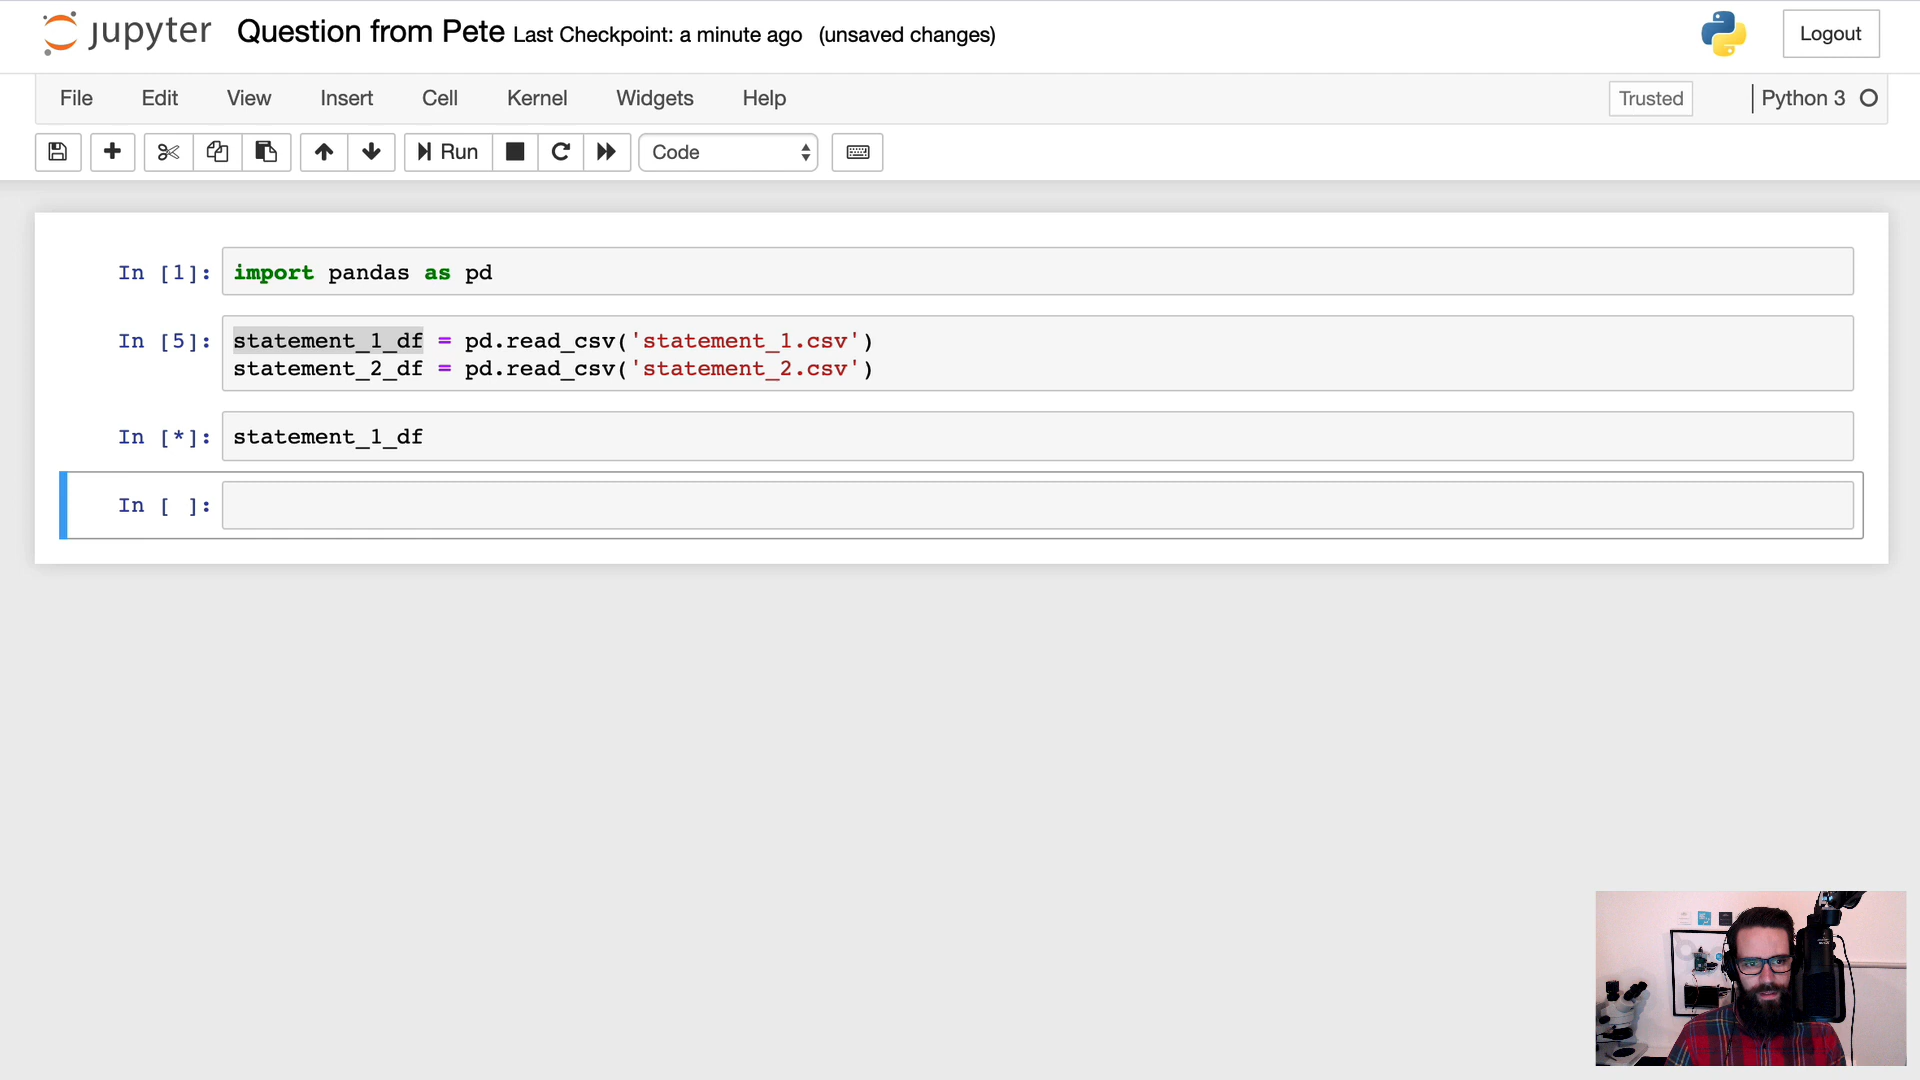 jupyter Question from Pete Last Checkpoint: a minute ago (unsaved changes) Logout
File Edit View Insert Cell Kernel Widgets Help Trusted Python 3
Run Code
In [1]: import pandas as pd
In [5]: statement_1_df = pd.read_csv('statement_1.csv')
statement_2_df = pd.read_csv('statement_2.csv')
In [*]: statement_1_df
In [ ]: